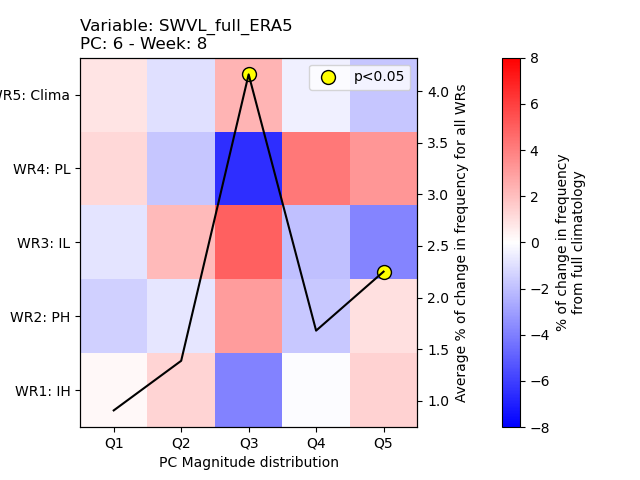 Variable: SWVL_full_ERA5
PC: 6 - Week: 8
p<0.05
WR5: Clima
WR4: PL
WR3: IL
WR2: PH
WR1: IH
Q1 Q2 Q3 Q4 Q5
PC Magnitude distribution
4.0
3.5
3.0
2.5
2.0
1.5
1.0
Average % of change in frequency for all WRs
8
6
4
2
0
−2
−4
−6
−8
% of change in frequency
from full climatology